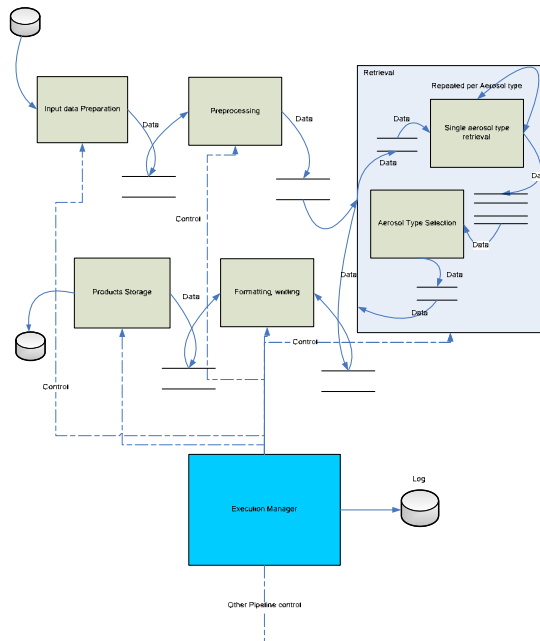 Retrieval
Repeated per Aerosol type
Input data Preparation
Data
Preprocessing
Data
Data
Single aerosol type
retrieval
Data
Data
Control
Aerosol Type Selection
Data
Data
Data
Data
Products Storage
Data
Formatting, writing
Control
Control
Log
Execution Manager
Other Pipeline control